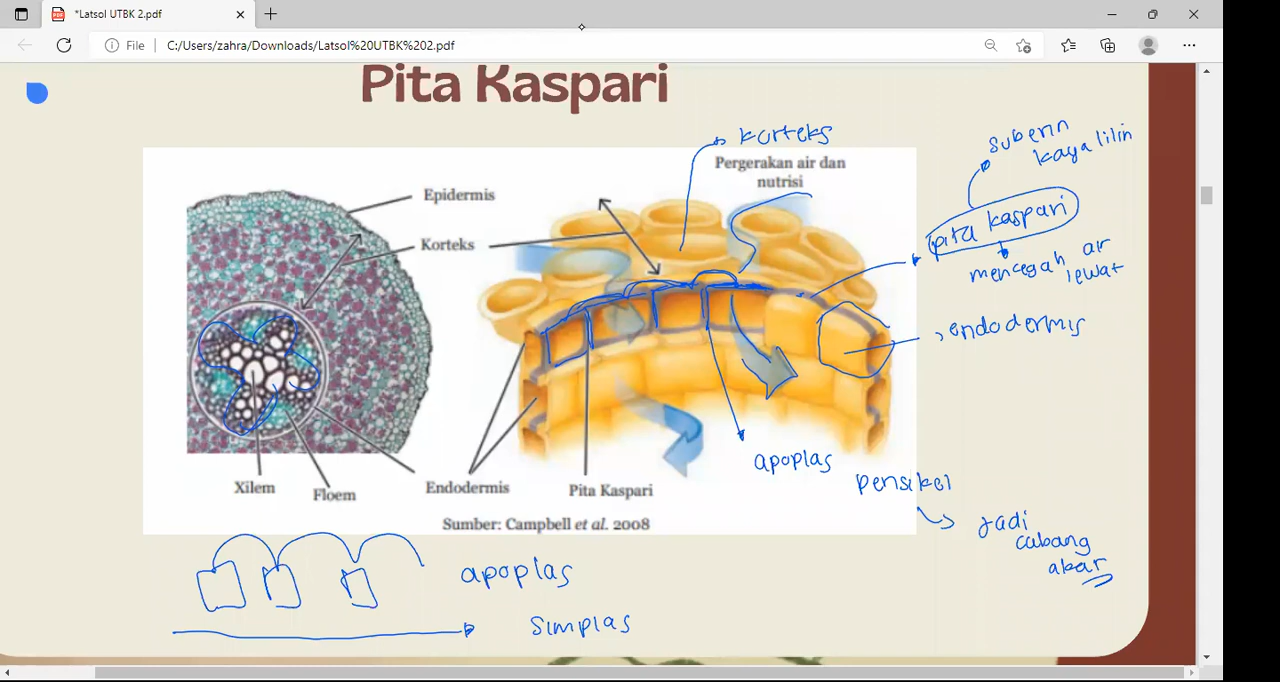 *Latsol UTBK 2.pdf
File
C:/Users/zahra/Downloads/Latsol%20UTBK%202.pdf
Pita Kaspari
korteks
suberin
kaya lilin
Pergerakan air dan
nutrisi
Epidermis
pita kaspari
Korteks
mencegah air
lewat
endodermis
apoplas
Xilem
Floem
Endodermis
Pita Kaspari
perisikel
Sumber: Campbell et al. 2008
jadi
cabang
akar
apoplas
simplas